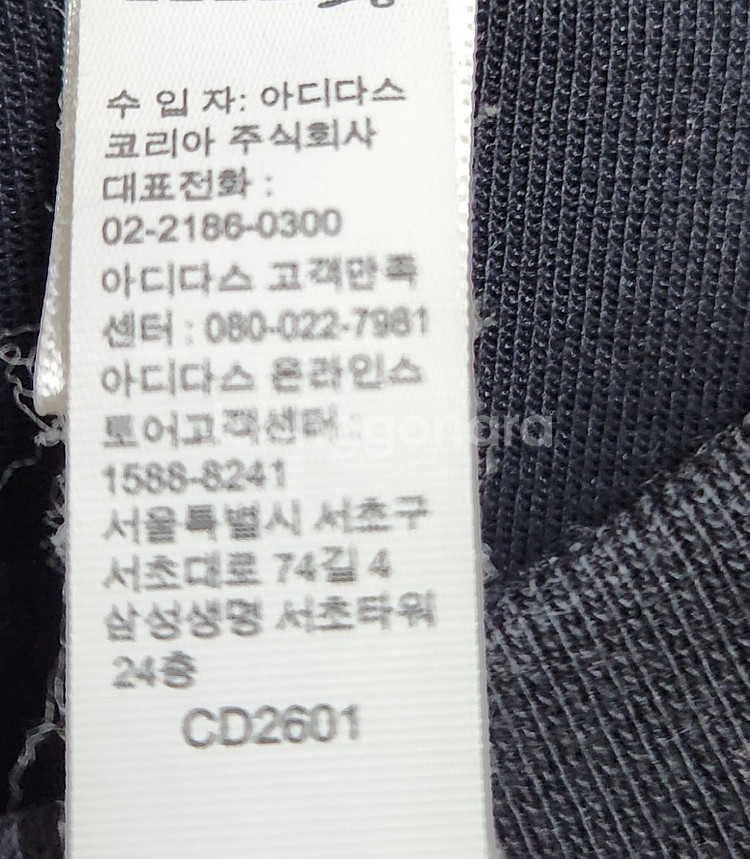 수 입 자: 아디다스
코리아 주식회사
대표전화 :
02-2186-0300
아디다스 고객만족
센터 : 080-022-7981
아디다스 온라인스
토어고객센터
1588-8241
서울특별시 서초구
서초대로 74길 4
삼성생명 서초타워
24층
CD2601